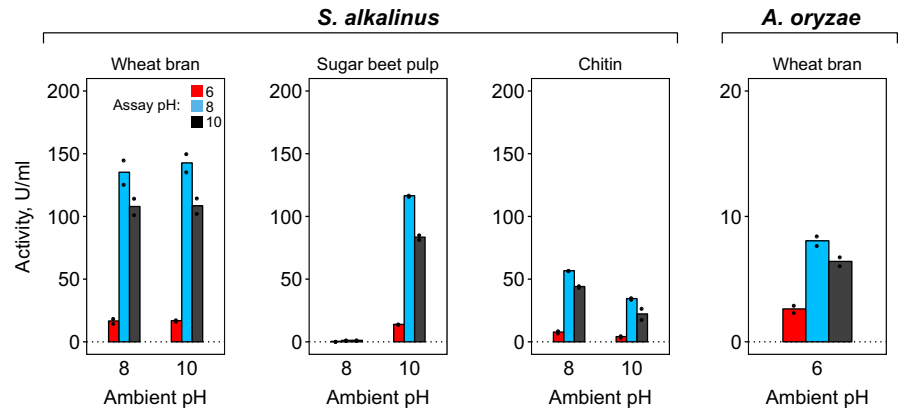 S. alkalinus
A. oryzae
Wheat bran
Sugar beet pulp
Chitin
Wheat bran
Activity, U/ml
200
150
100
50
0
Assay pH:
6
8
10
8 10
Ambient pH
200
150
100
50
0
8 10
Ambient pH
200
150
100
50
0
8 10
Ambient pH
20
10
0
6
Ambient pH